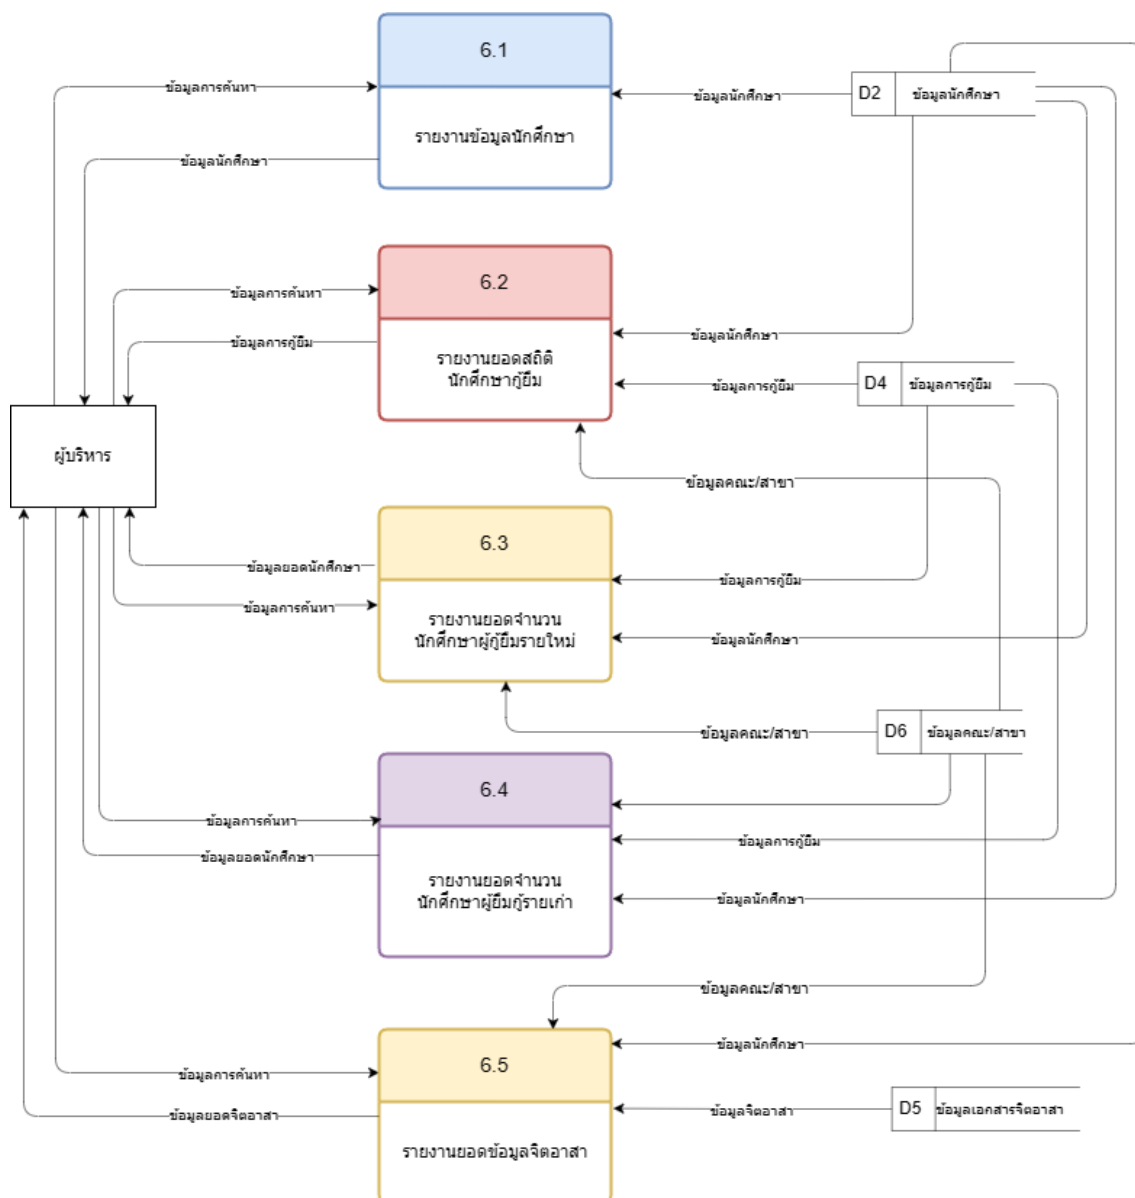 6.1
ข้อมูลการค้นหา
ข้อมูลนักศึกษา
D2
ข้อมูลนักศึกษา
รายงานข้อมูลนักศึกษา
ข้อมูลนักศึกษา
6.2
ข้อมูลการค้นหา
ข้อมูลนักศึกษา
ข้อมูลการกู้ยืม
รายงานยอดสถิติ
นักศึกษากู้ยืม
ข้อมูลการกู้ยืม
D4
ข้อมูลการกู้ยืม
ผู้บริหาร
ข้อมูลคณะ/สาขา
6.3
ข้อมูลยอดนักศึกษา
ข้อมูลการกู้ยืม
ข้อมูลการค้นหา
รายงานยอดจำนวน
นักศึกษาผู้กู้ยืมรายใหม่
ข้อมูลนักศึกษา
ข้อมูลคณะ/สาขา
D6
ข้อมูลคณะ/สาขา
6.4
ข้อมูลการค้นหา
ข้อมูลการกู้ยืม
ข้อมูลยอดนักศึกษา
รายงานยอดจำนวน
นักศึกษาผู้ยืมกู้รายเก่า
ข้อมูลนักศึกษา
ข้อมูลคณะ/สาขา
6.5
ข้อมูลนักศึกษา
ข้อมูลการค้นหา
ข้อมูลยอดจิตอาสา
ข้อมูลจิตอาสา
D5
ข้อมูลเอกสารจิตอาสา
รายงานยอดข้อมูลจิตอาสา